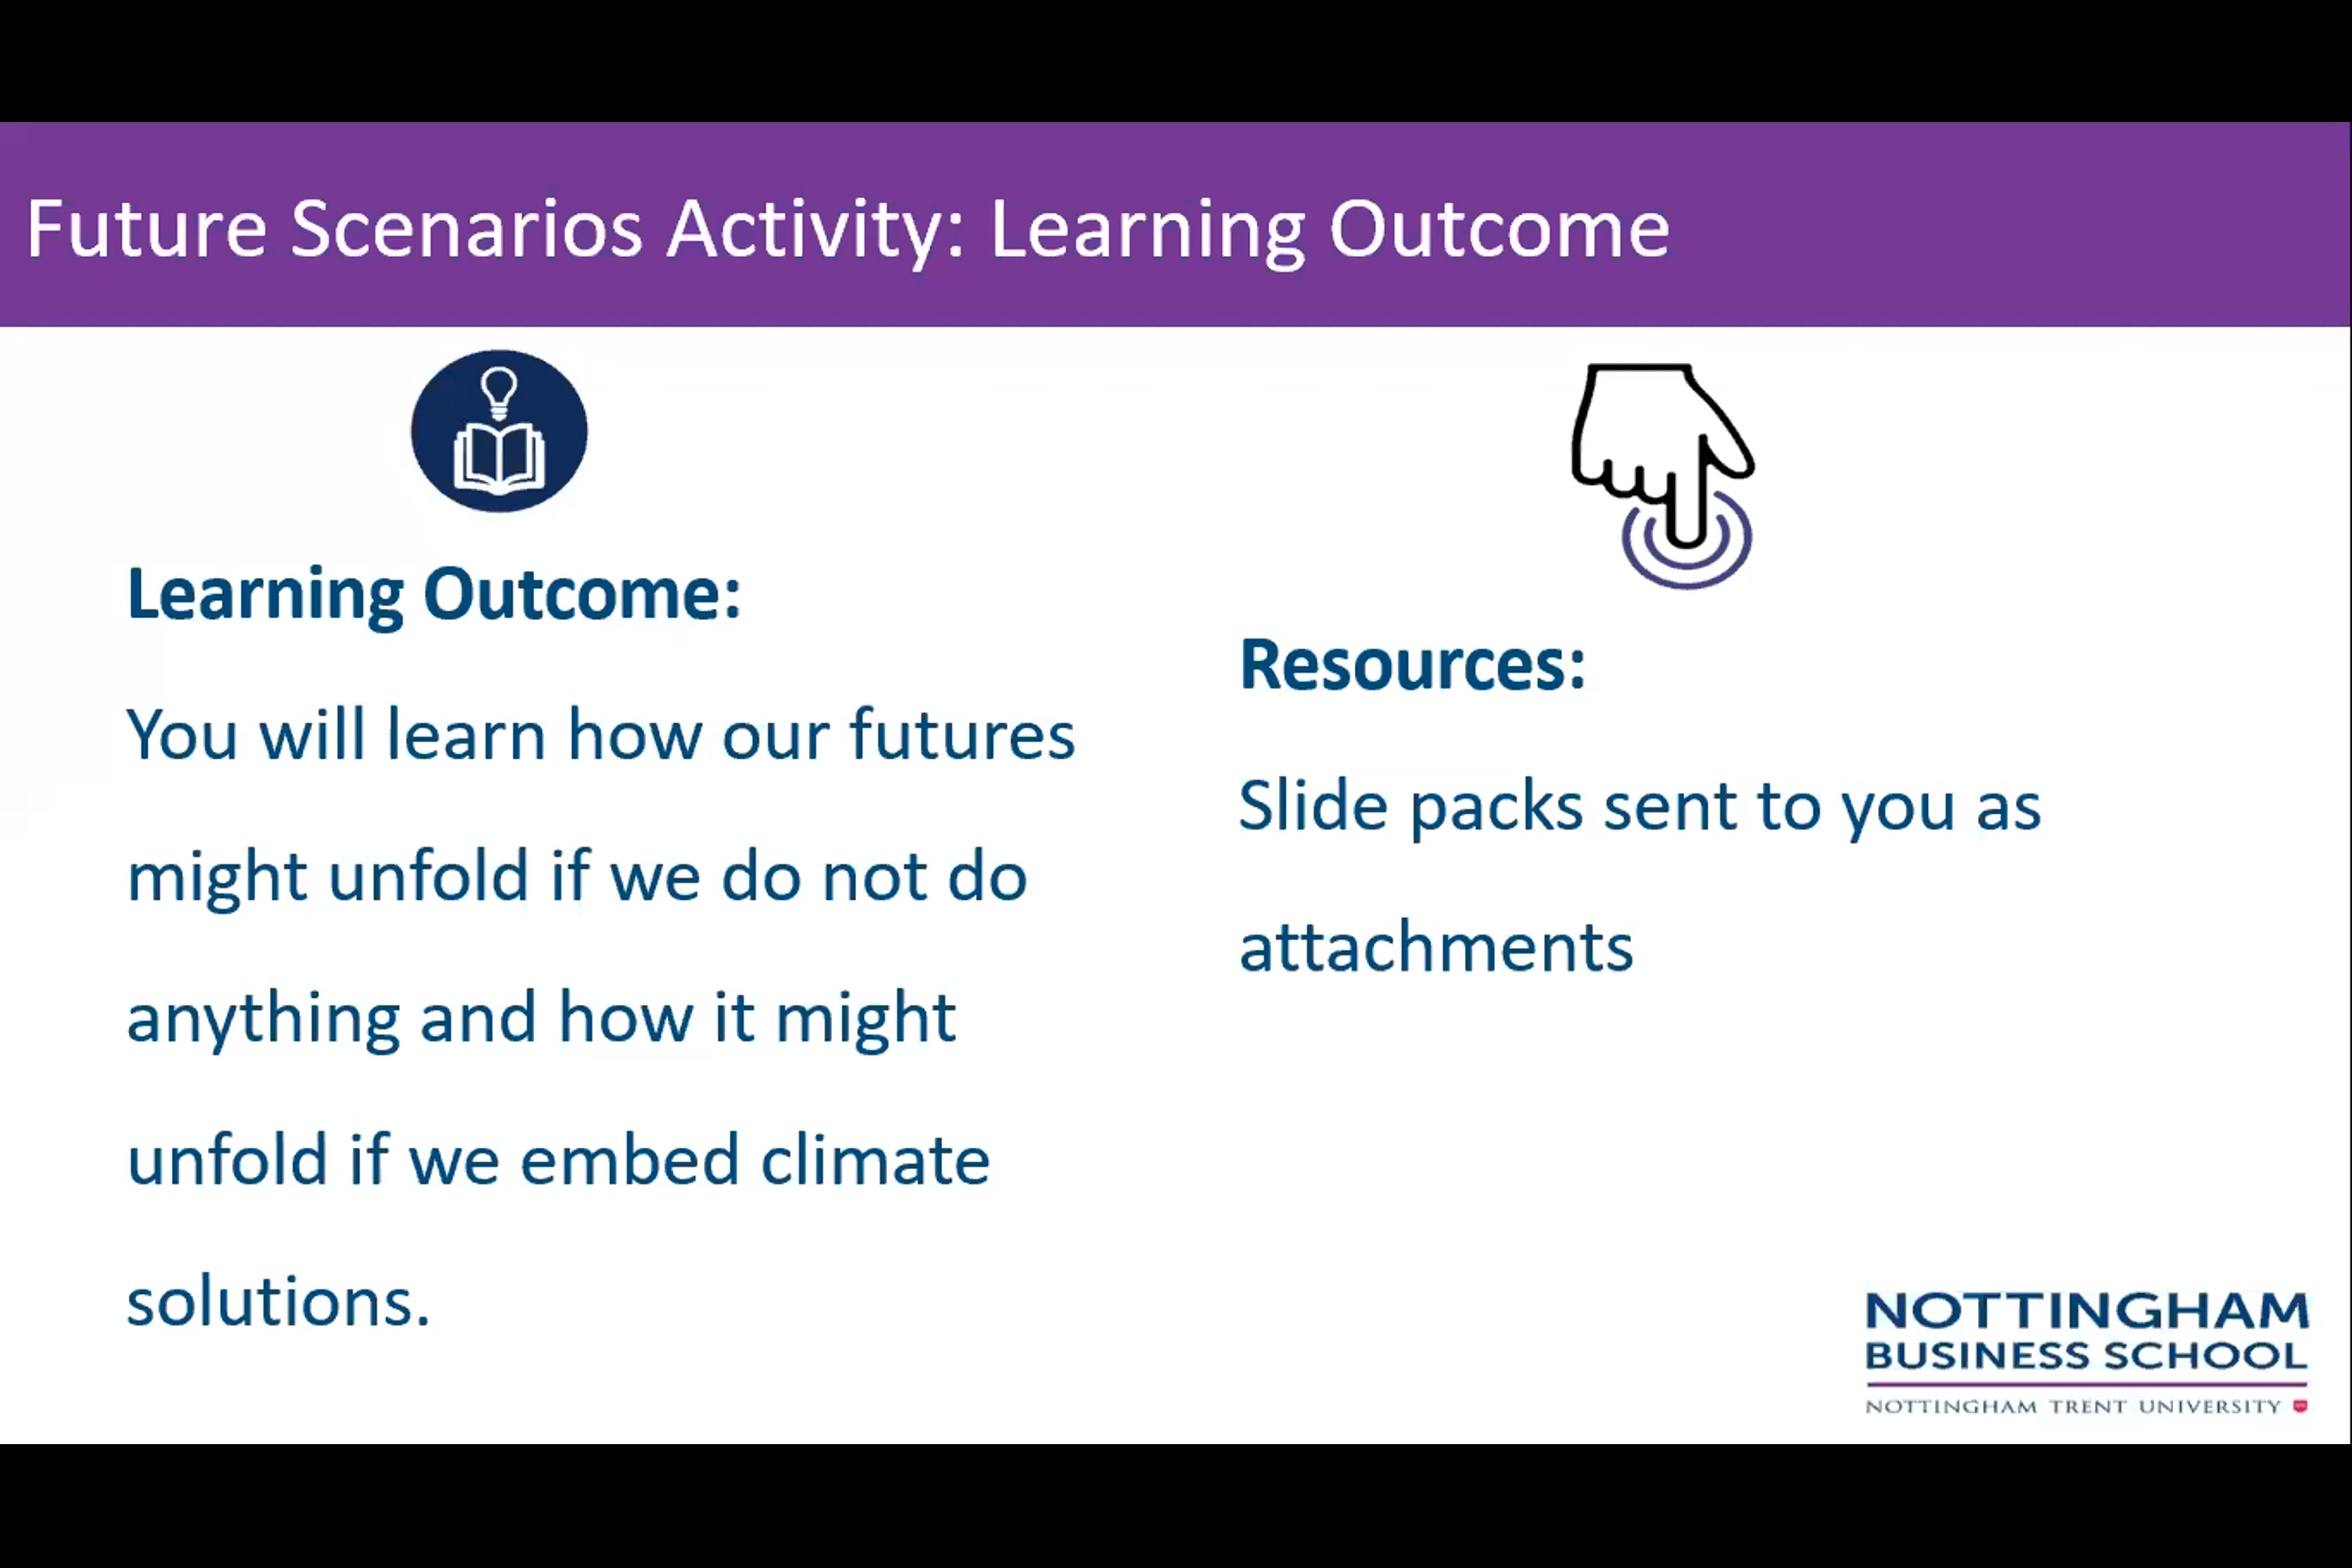 Future Scenarios Activity: Learning Outcome
Learning Outcome:
You will learn how our futures
might unfold if we do not do
anything and how it might
unfold if we embed climate
solutions.
Resources:
Slide packs sent to you as
attachments
NOTTINGHAM
BUSINESS SCHOOL
NOTTINGHAM TRENT UNIVERSITY